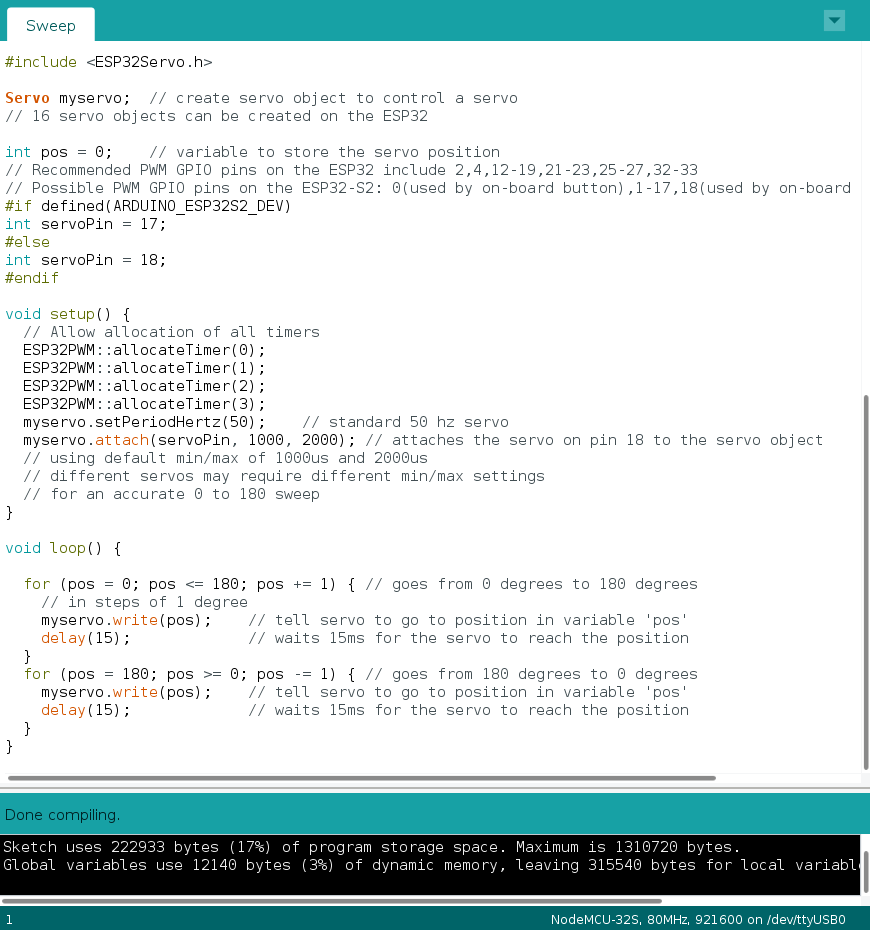 Sweep
#include <ESP32Servo.h>
Servo myservo;  // create servo object to control a servo
// 16 servo objects can be created on the ESP32
int pos = 0;    // variable to store the servo position
// Recommended PWM GPIO pins on the ESP32 include 2,4,12-19,21-23,25-27,32-33
// Possible PWM GPIO pins on the ESP32-S2: 0(used by on-board button),1-17,18(used by on-board
#if defined(ARDUINO_ESP32S2_DEV)
int servoPin = 17;
#else
int servoPin = 18;
#endif
void setup() {
  // Allow allocation of all timers
  ESP32PWM::allocateTimer(0);
  ESP32PWM::allocateTimer(1);
  ESP32PWM::allocateTimer(2);
  ESP32PWM::allocateTimer(3);
  myservo.setPeriodHertz(50);    // standard 50 hz servo
  myservo.attach(servoPin, 1000, 2000); // attaches the servo on pin 18 to the servo object
  // using default min/max of 1000us and 2000us
  // different servos may require different min/max settings
  // for an accurate 0 to 180 sweep
}
void loop() {
  for (pos = 0; pos <= 180; pos += 1) { // goes from 0 degrees to 180 degrees
    // in steps of 1 degree
    myservo.write(pos);    // tell servo to go to position in variable 'pos'
    delay(15);             // waits 15ms for the servo to reach the position
  }
  for (pos = 180; pos >= 0; pos -= 1) { // goes from 180 degrees to 0 degrees
    myservo.write(pos);    // tell servo to go to position in variable 'pos'
    delay(15);             // waits 15ms for the servo to reach the position
  }
}
Done compiling.
Sketch uses 222933 bytes (17%) of program storage space. Maximum is 1310720 bytes.
Global variables use 12140 bytes (3%) of dynamic memory, leaving 315540 bytes for local variabl
1
NodeMCU-32S, 80MHz, 921600 on /dev/ttyUSB0